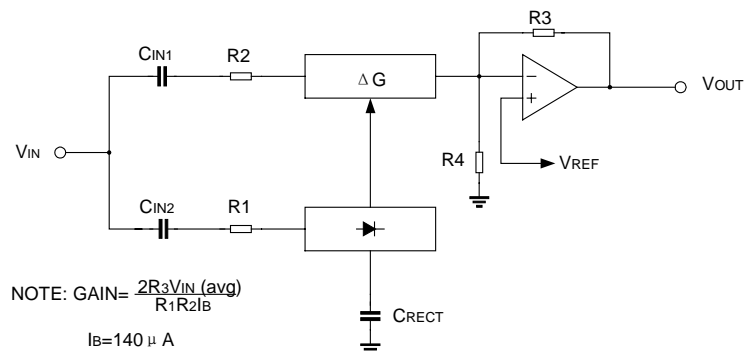 R3
CIN1
R2
ΔG
−
+
VOUT
VIN
R4
VREF
CIN2
R1
NOTE: GAIN= 2R3VIN (avg)
R1R2IB
CRECT
IB=140 μ A